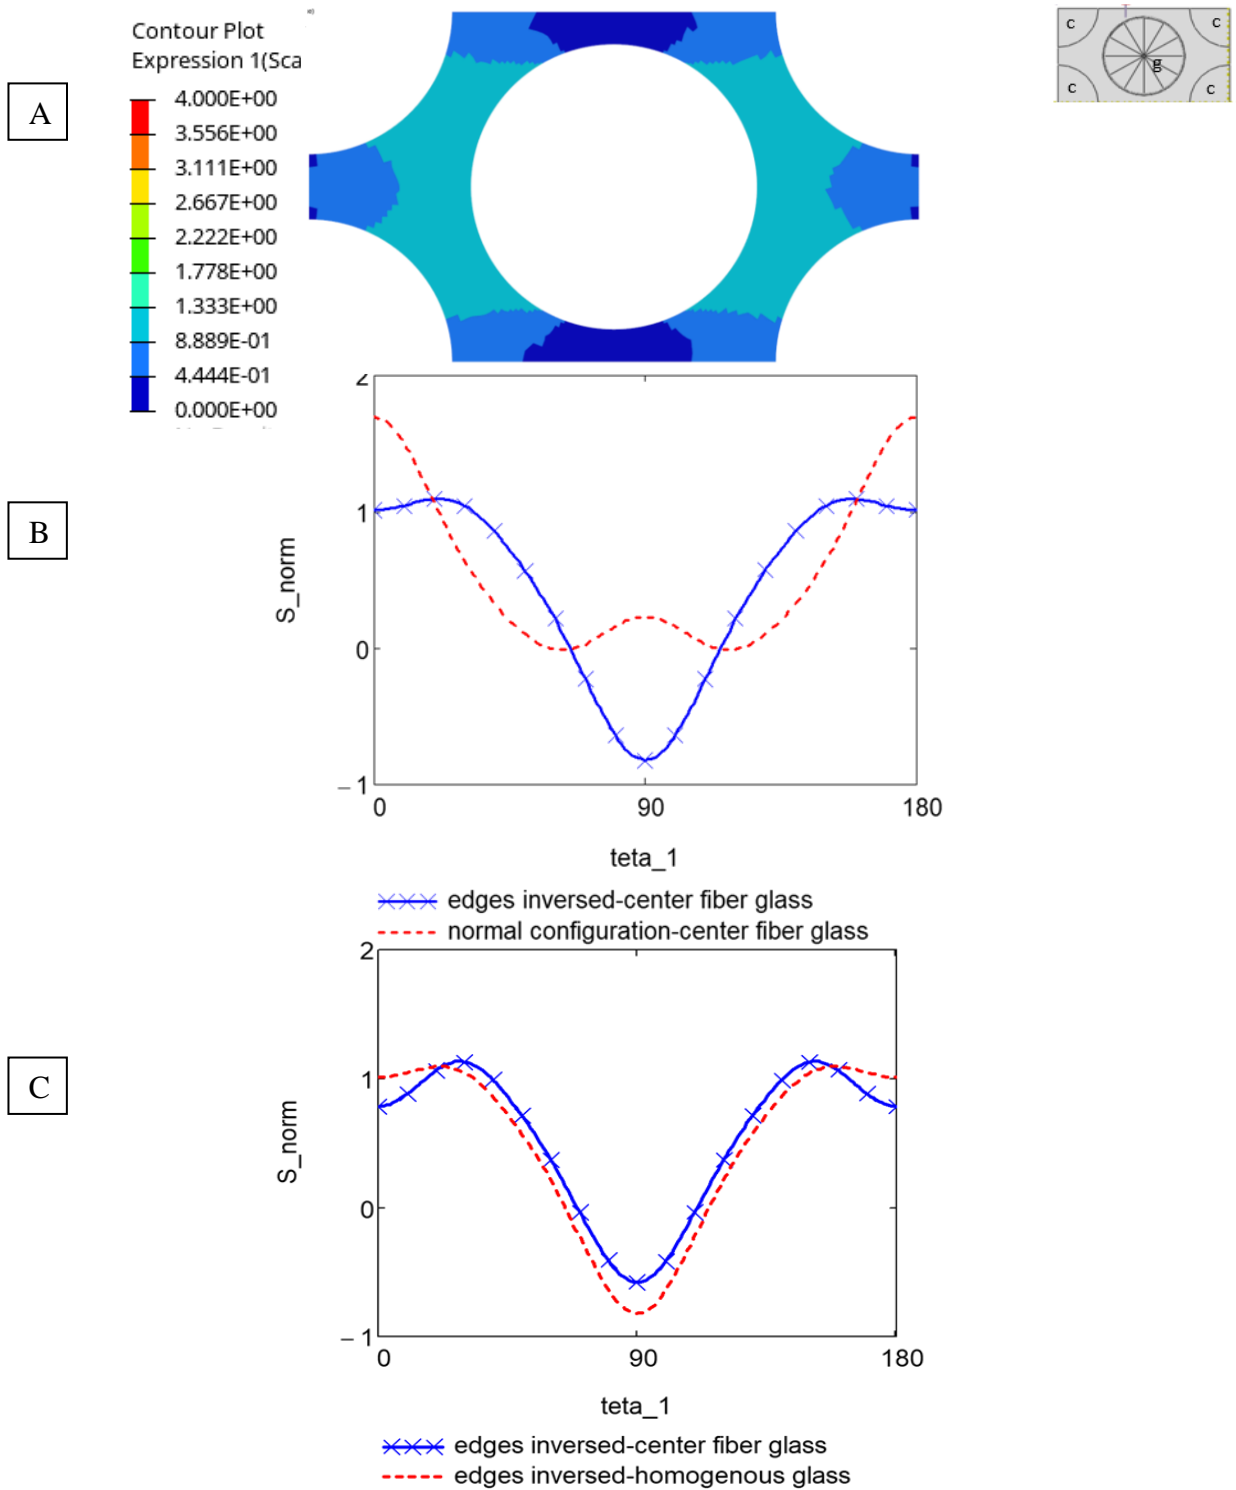 A
Contour Plot
Expression 1(Sca
4.000E+00
3.556E+00
3.111E+00
2.667E+00
2.222E+00
1.778E+00
1.333E+00
8.889E-01
4.444E-01
0.000E+00
c c
g
c c
B
2
1
0
–1
S_norm
0 90 180
teta_1
edges inversed-center fiber glass
normal configuration-center fiber glass
C
2
1
0
–1
S_norm
0 90 180
teta_1
edges inversed-center fiber glass
edges inversed-homogenous glass